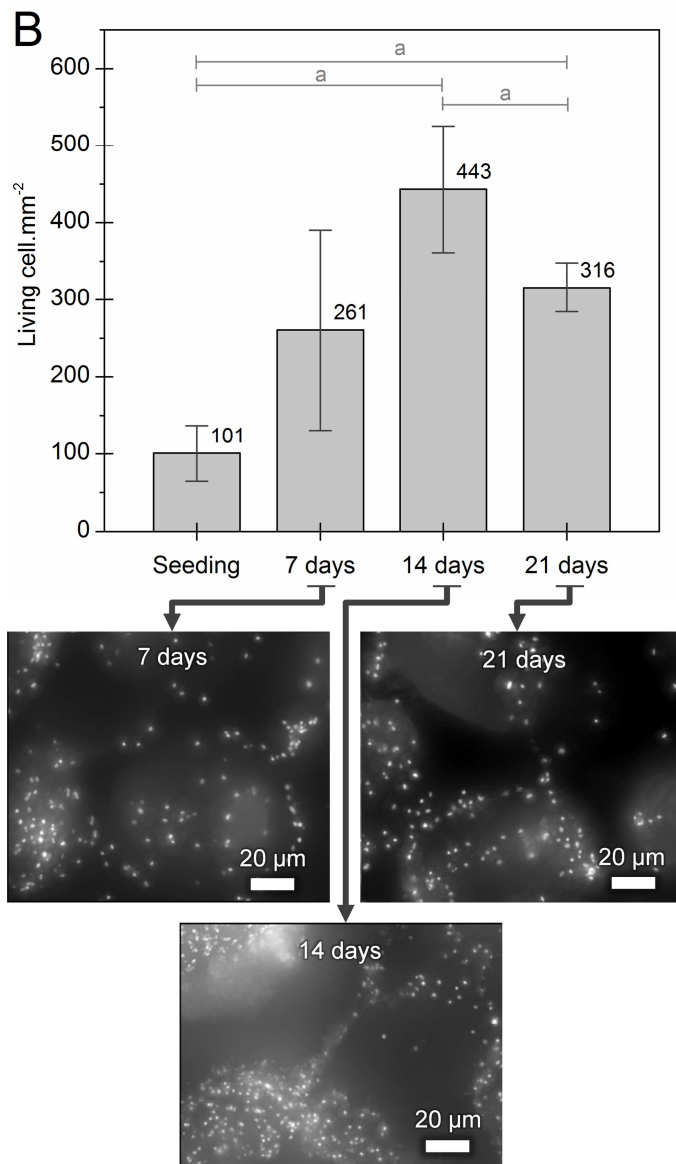 B
a
a
a
600
500
400
300
200
100
0
Living cell.mm⁻²
101
261
443
316
Seeding 7 days 14 days 21 days
7 days
20 µm
21 days
20 µm
14 days
20 µm